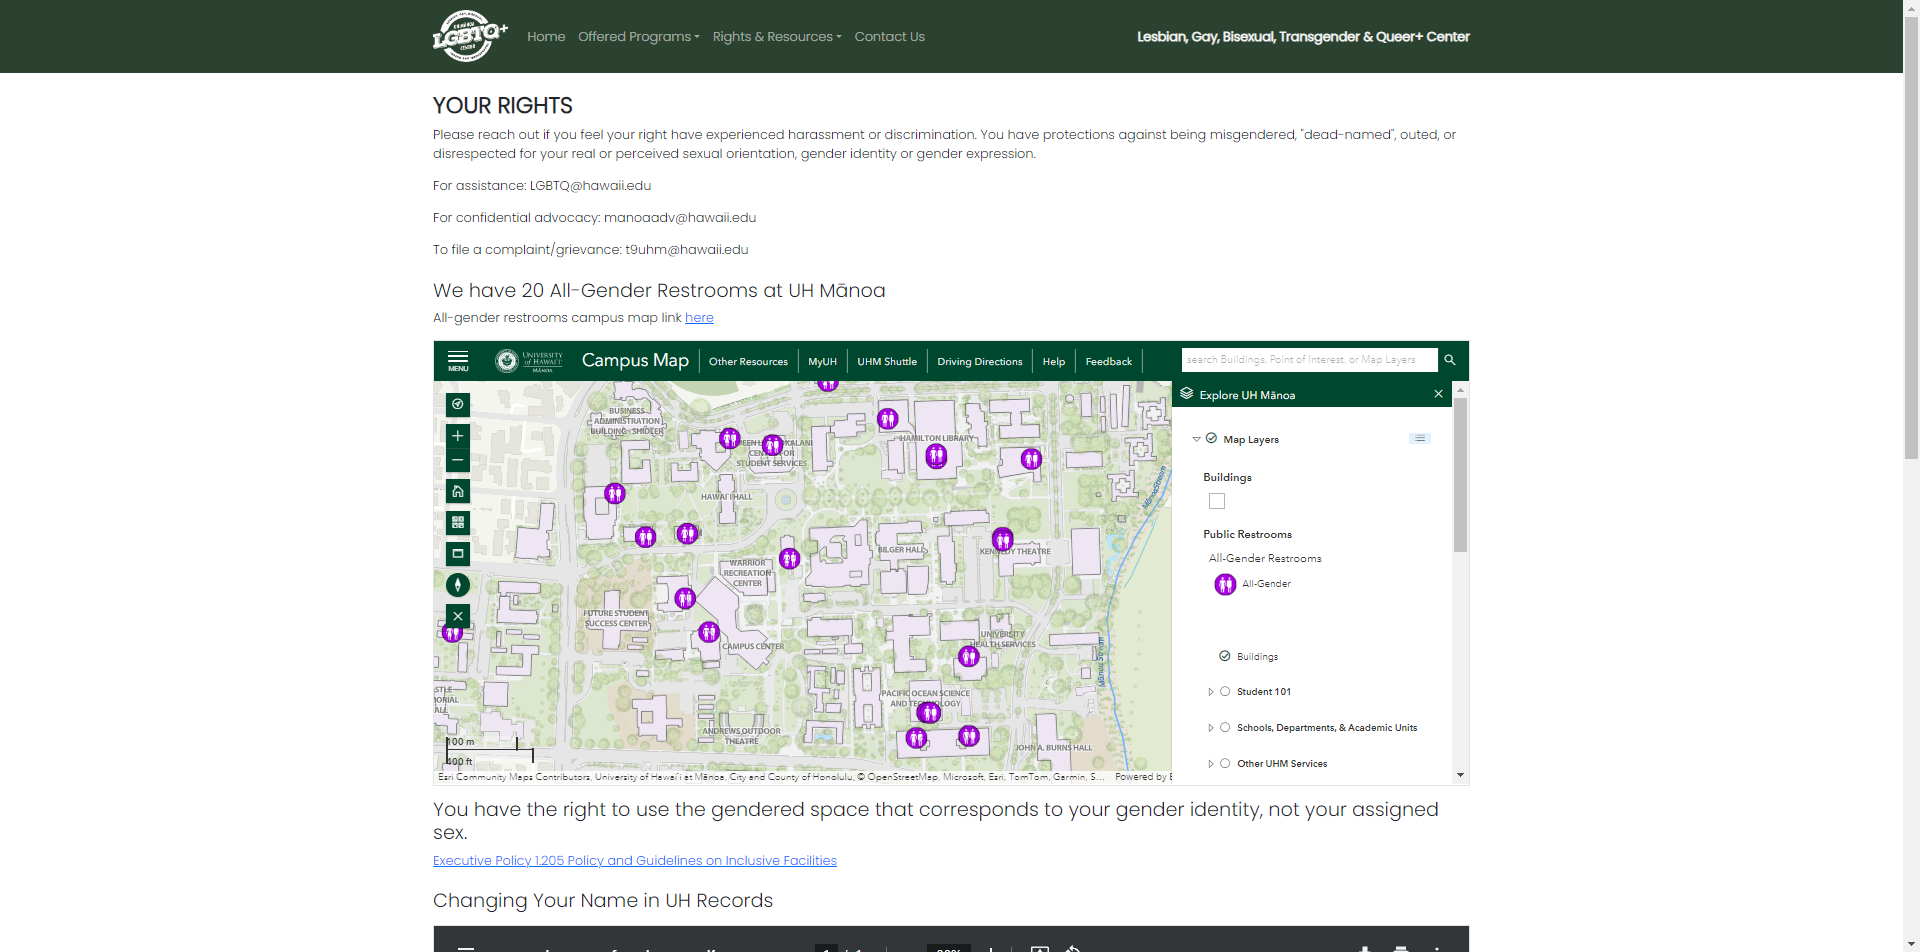 LGBTQ+
CENTER
Home
Offered Programs
Rights & Resources
Contact Us
Lesbian, Gay, Bisexual, Transgender & Queer+ Center
YOUR RIGHTS
Please reach out if you feel your right have experienced harassment or discrimination. You have protections against being misgendered, "dead-named", outed, or
disrespected for your real or perceived sexual orientation, gender identity or gender expression.
For assistance: LGBTQ@hawaii.edu
For confidential advocacy: manoaadv@hawaii.edu
To file a complaint/grievance: t9uhm@hawaii.edu
We have 20 All-Gender Restrooms at UH Mānoa
All-gender restrooms campus map link here
MENU
UNIVERSITY
of HAWAI'I
MĀNOA
Campus Map
Other Resources
MyUH
UHM Shuttle
Driving Directions
Help
Feedback
search Buildings, Point of Interest, or Map Layers
BUSINESS
ADMINISTRATION
BUILDING SHIDLER
KALANI
CENTER FOR
STUDENT SERVICES
HAMILTON LIBRARY
HAWAI'I HALL
Mānoa Stream
BILGER HALL
KENNEDY THEATRE
WARRIOR
RECREATION
CENTER
FUTURE STUDENT
SUCCESS CENTER
CAMPUS CENTER
UNIVERSITY
HEALTH SERVICES
Mānoa Stream
PACIFIC OCEAN SCIENCE
AND TECHNOLOGY
ANDREWS OUTDOOR
THEATRE
JOHN A. BURNS HALL
100 m
400 ft
Esri Community Maps Contributors, University of Hawai'i at Mānoa, City and County of Honolulu, © OpenStreetMap, Microsoft, Esri, TomTom, Garmin, S... Powered by E
Explore UH Mānoa
Map Layers
Buildings
Public Restrooms
All-Gender Restrooms
All-Gender
Buildings
Student 101
Schools, Departments, & Academic Units
Other UHM Services
You have the right to use the gendered space that corresponds to your gender identity, not your assigned
sex.
Executive Policy 1.205 Policy and Guidelines on Inclusive Facilities
Changing Your Name in UH Records